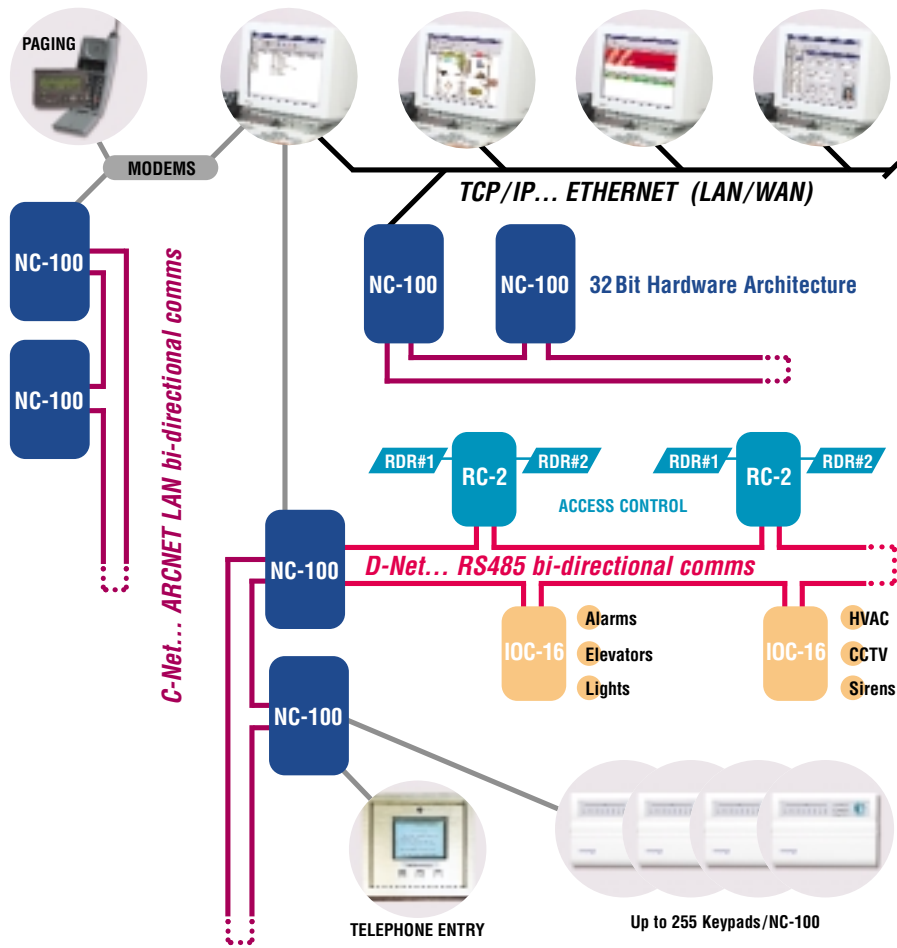 PAGING
MODEMS
TCP/IP... ETHERNET (LAN/WAN)
NC-100
NC-100
NC-100
32 Bit Hardware Architecture
NC-100
C-Net... ARCNET LAN bi-directional comms
RDR#1
RC-2
RDR#2
RDR#1
RC-2
RDR#2
ACCESS CONTROL
NC-100
D-Net... RS485 bi-directional comms
IOC-16
Alarms
Elevators
Lights
IOC-16
HVAC
CCTV
Sirens
NC-100
TELEPHONE ENTRY
Up to 255 Keypads/NC-100